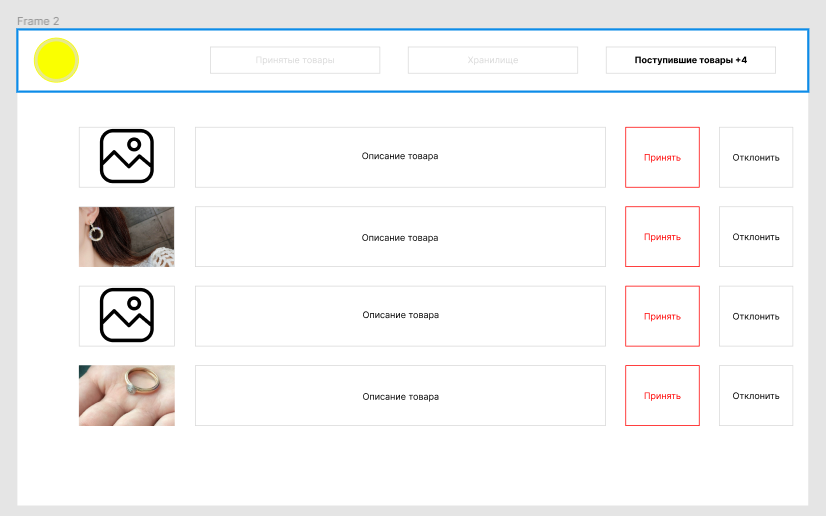 Frame 2
Принятые товары
Хранилище
Поступившие товары +4
Описание товара
Принять
Отклонить
Описание товара
Принять
Отклонить
Описание товара
Принять
Отклонить
Описание товара
Принять
Отклонить